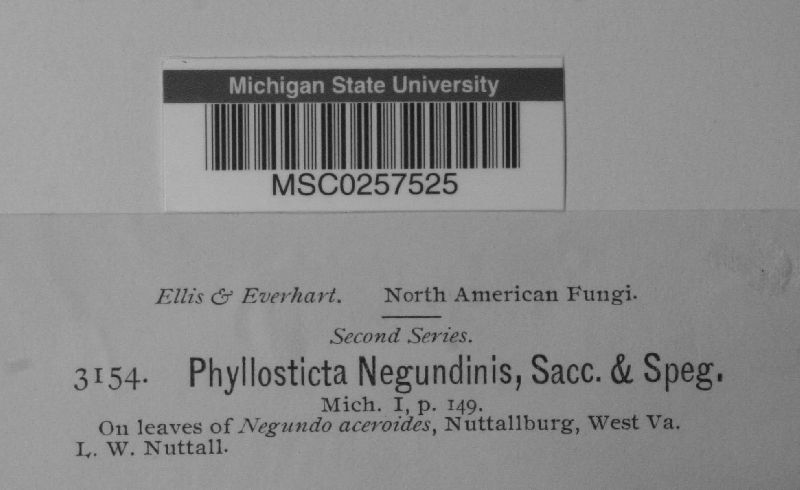 Michigan State University
MSC0257525
Ellis & Everhart. North American Fungi.
Second Series.
3154. Phyllosticta Negundinis, Sacc. & Speg.
Mich. I, p. 149.
On leaves of Negundo aceroides, Nuttallburg, West Va.
L. W. Nuttall.